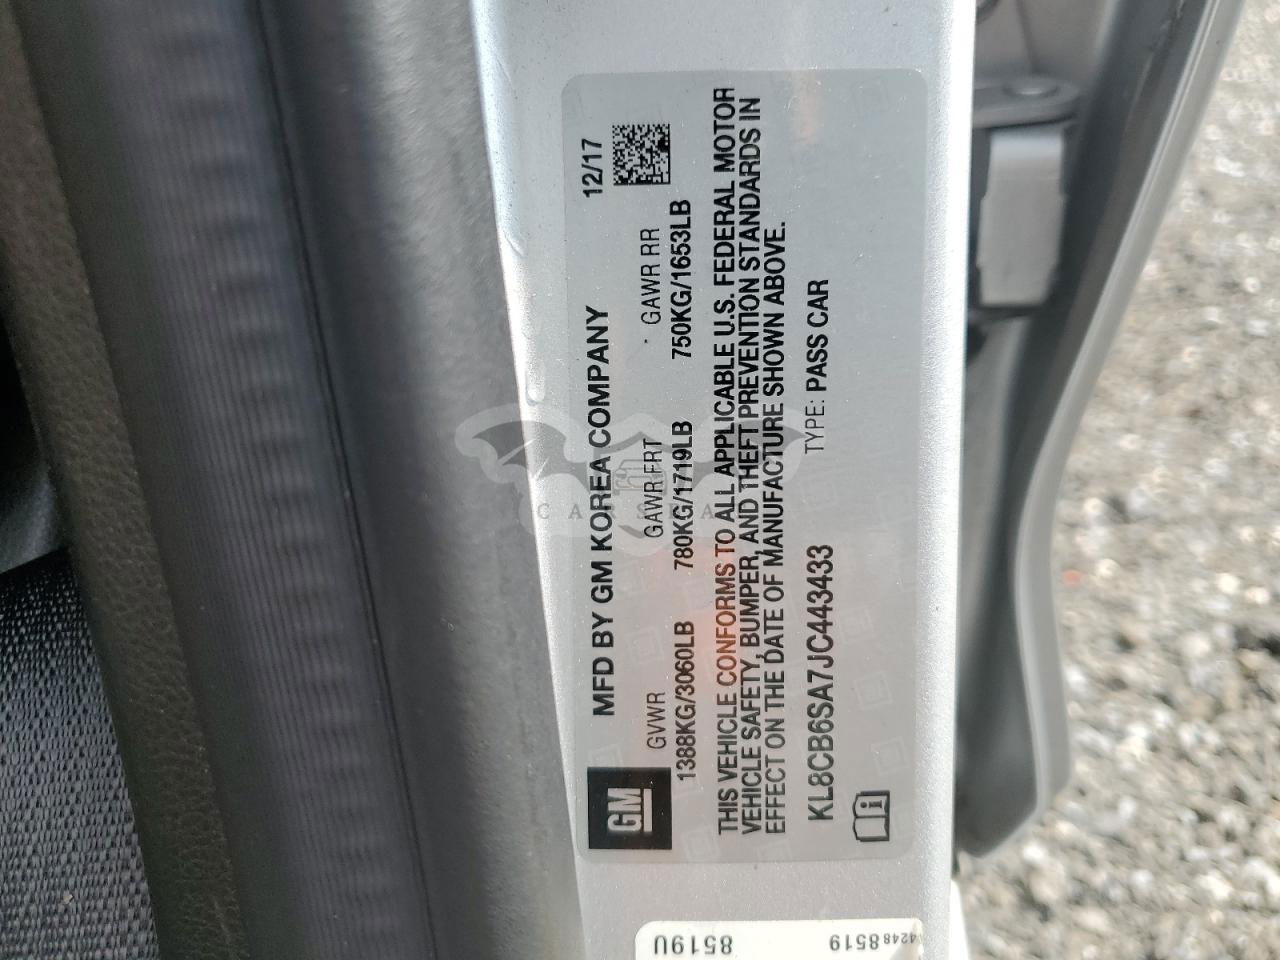 MFD BY GM KOREA COMPANY 12/17
GM
GVWR GAWR FRT GAWR RR
1388KG/3060LB 780KG/1719LB 750KG/1653LB
THIS VEHICLE CONFORMS TO ALL APPLICABLE U.S. FEDERAL MOTOR
VEHICLE SAFETY, BUMPER, AND THEFT PREVENTION STANDARDS IN
EFFECT ON THE DATE OF MANUFACTURE SHOWN ABOVE.
KL8CB6SA7JC443433 TYPE: PASS CAR
8519U
42488519